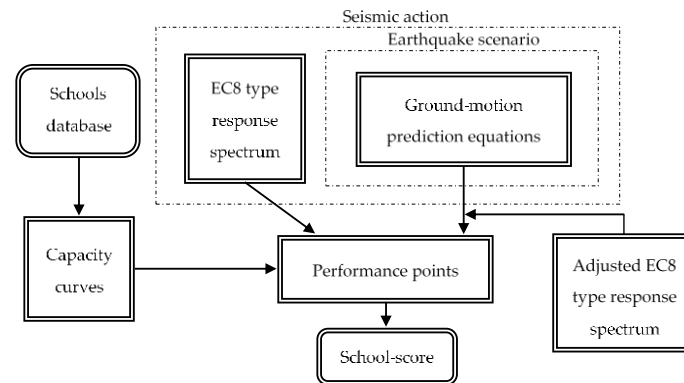 Seismic action
Earthquake scenario
Schools
database
EC8 type
response
spectrum
Ground-motion
prediction equations
Capacity
curves
Performance points
Adjusted EC8
type response
spectrum
School-score